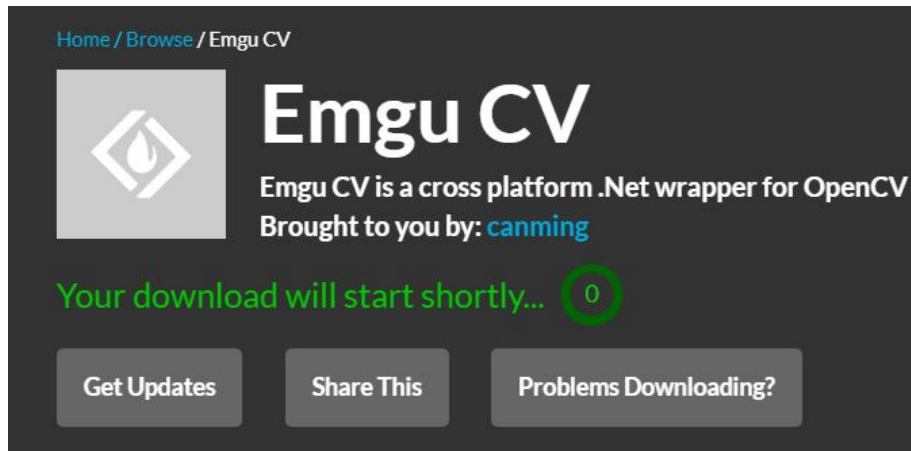 Home / Browse / Emgu CV
Emgu CV
Emgu CV is a cross platform .Net wrapper for OpenCV
Brought to you by: canming
Your download will start shortly... 0
Get Updates Share This Problems Downloading?